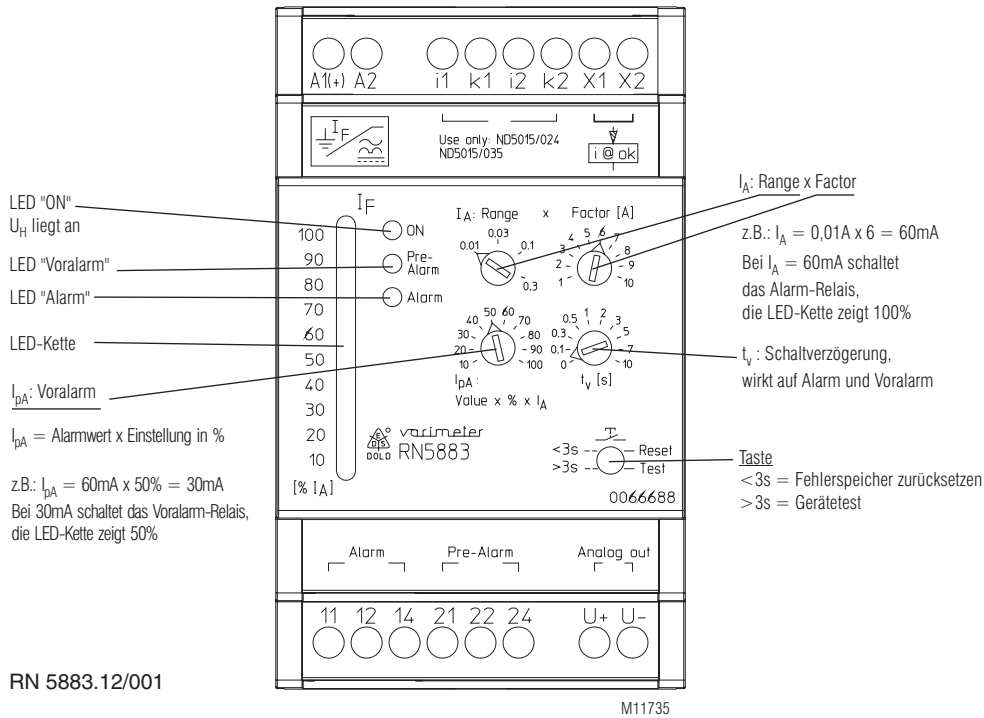 A1(+) A2 i1 k1 i2 k2 X1 X2
I_F
Use only: ND5015/024
ND5015/035
i @ ok
LED "ON"
U_H liegt an
LED "Voralarm"
LED "Alarm"
LED-Kette
I_pA: Voralarm
I_pA = Alarmwert x Einstellung in %
z.B.: I_pA = 60mA x 50% = 30mA
Bei 30mA schaltet das Voralarm-Relais,
die LED-Kette zeigt 50%
I_F
100
90
80
70
60
50
40
30
20
10
[% I_A]
ON
Pre-
Alarm
Alarm
I_A: Range x Factor [A]
0.01 0.03 0.1 0.3
1 2 3 4 5 6 7 8 9 10
10 20 30 40 50 60 70 80 90 100
I_pA :
Value x % x I_A
0 0.1 0.3 0.5 1 2 3 5 7 10
t_v [s]
E
D S
DOLD
varimeter
RN5883
<3s Reset
>3s Test
0066688
I_A: Range x Factor
z.B.: I_A = 0,01A x 6 = 60mA
Bei I_A = 60mA schaltet
das Alarm-Relais,
die LED-Kette zeigt 100%
t_v : Schaltverzögerung,
wirkt auf Alarm und Voralarm
Taste
<3s = Fehlerspeicher zurücksetzen
>3s = Gerätetest
Alarm Pre-Alarm Analog out
11 12 14 21 22 24 U+ U-
RN 5883.12/001
M11735